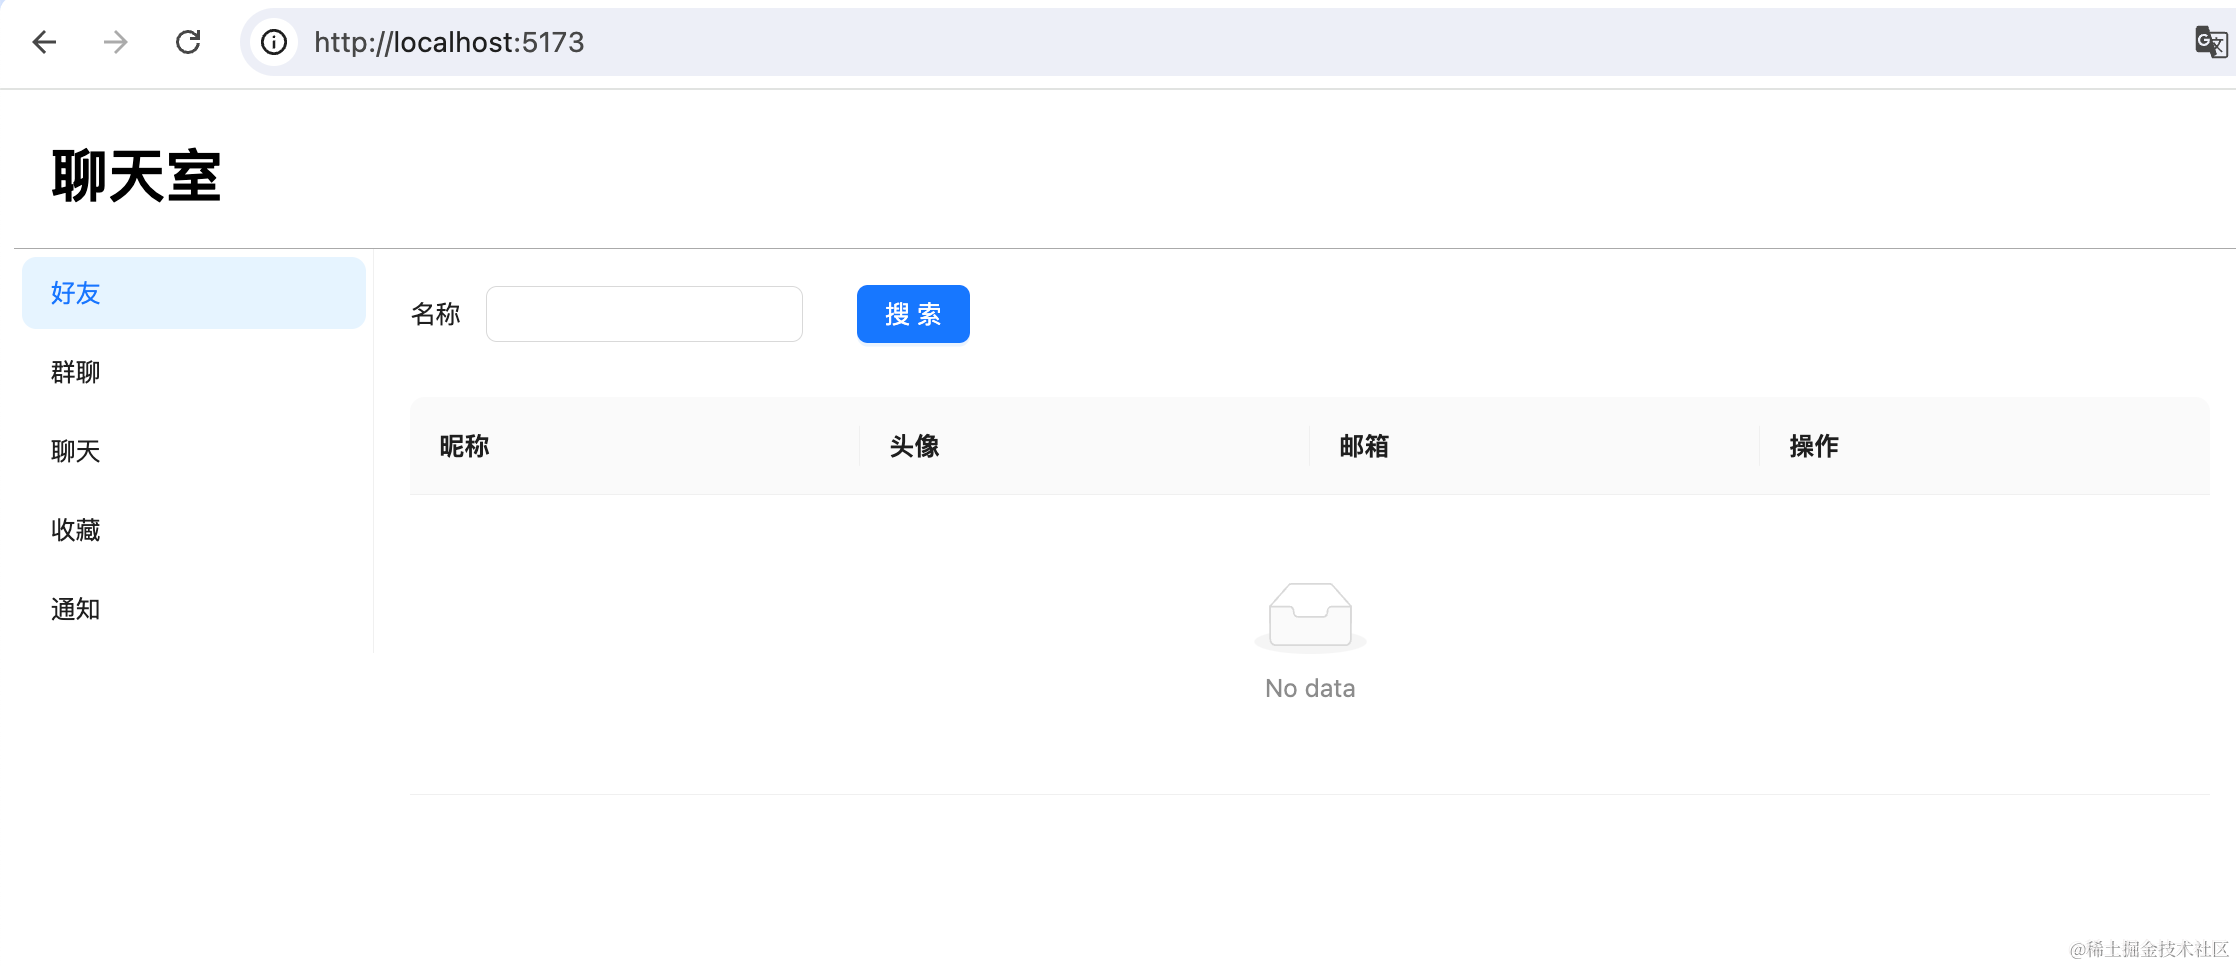 http://localhost:5173
聊天室
好友
群聊
聊天
收藏
通知
名称
搜 索
昵称 头像 邮箱 操作
No data
@稀土掘金技术社区